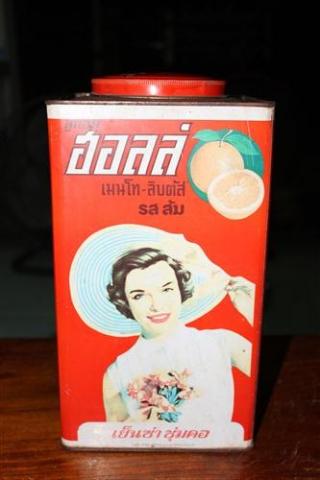 ฮอลล์
เมนโท-ลิปตัส
รส ส้ม
เย็นซ่า ชุ่มคอ